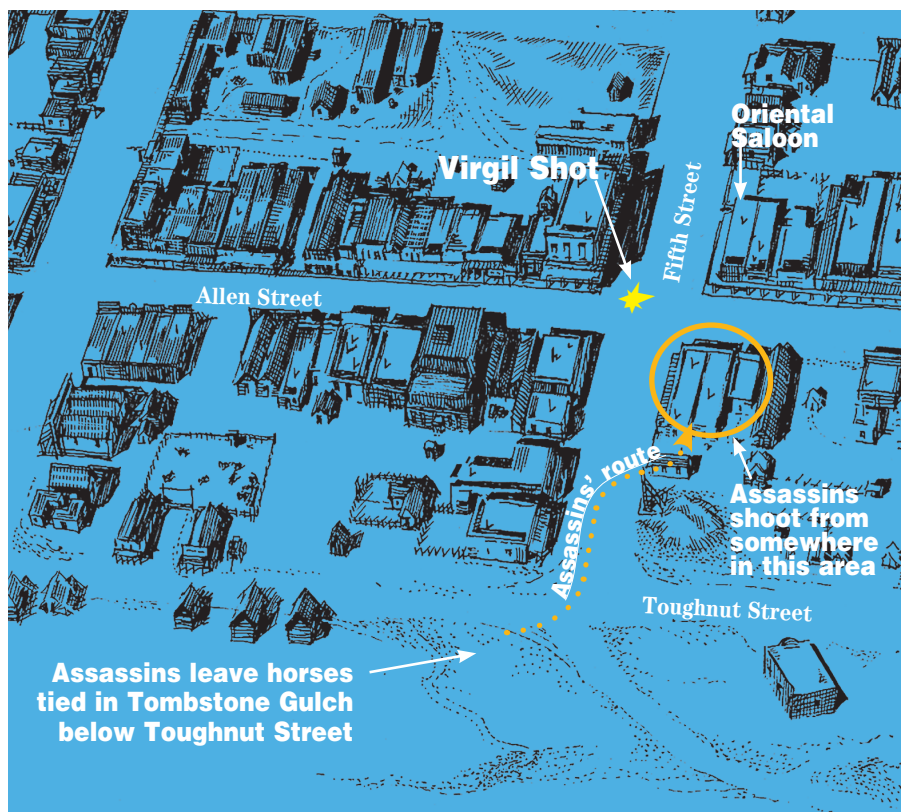 Oriental
Saloon
Virgil Shot
Fifth Street
Allen Street
Assassins' route
Assassins
shoot from
somewhere
in this area
Toughnut Street
Assassins leave horses
tied in Tombstone Gulch
below Toughnut Street